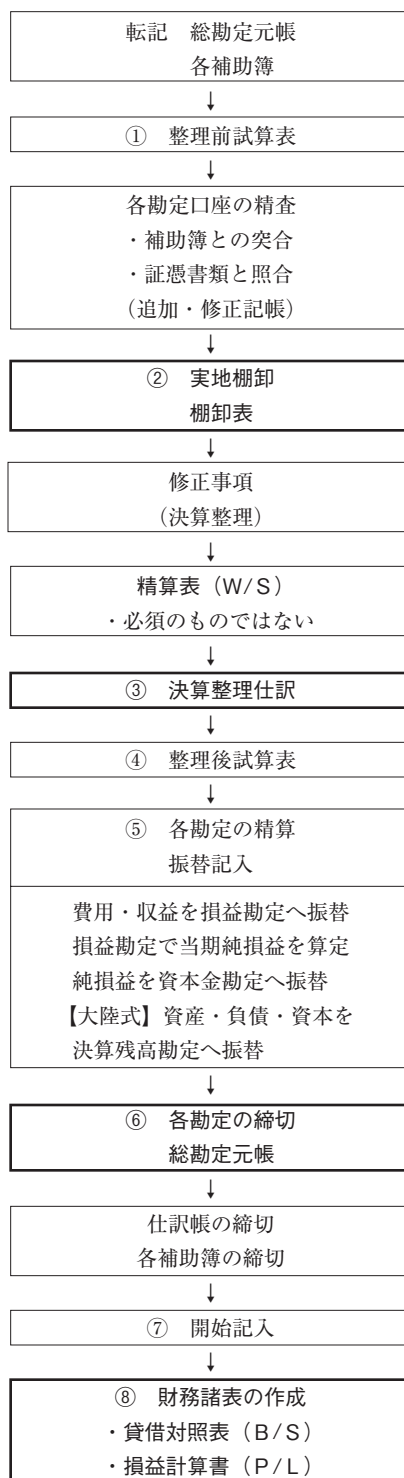 転記　総勘定元帳
各補助簿
↓
①　整理前試算表
↓
各勘定口座の精査
・補助簿との突合
・証憑書類と照合
（追加・修正記帳）
↓
②　実地棚卸
棚卸表
↓
修正事項
（決算整理）
↓
精算表（W/S）
・必須のものではない
↓
③　決算整理仕訳
↓
④　整理後試算表
↓
⑤　各勘定の精算
振替記入
費用・収益を損益勘定へ振替
損益勘定で当期純損益を算定
純損益を資本金勘定へ振替
【大陸式】資産・負債・資本を
決算残高勘定へ振替
↓
⑥　各勘定の締切
総勘定元帳
↓
仕訳帳の締切
各補助簿の締切
↓
⑦　開始記入
↓
⑧　財務諸表の作成
・貸借対照表（B/S）
・損益計算書（P/L）